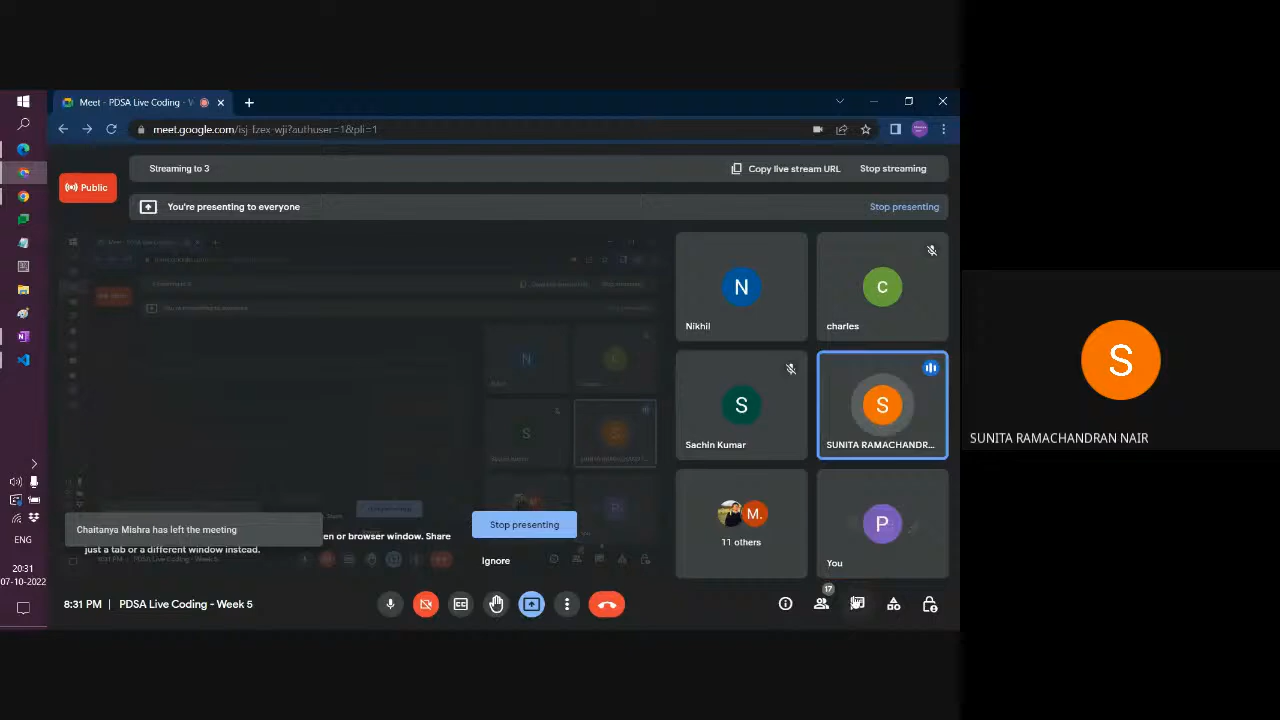 Meet - PDSA Live Coding - W
meet.google.com/isj-fzex-wji?authuser=1&pli=1
Streaming to 3
Copy live stream URL
Stop streaming
Public
You're presenting to everyone
Stop presenting
N
Nikhil
c
charles
S
Sachin Kumar
S
SUNITA RAMACHANDR...
S
SUNITA RAMACHANDRAN NAIR
M.
11 others
P
You
Chaitanya Mishra has left the meeting
en or browser window. Share
just a tab or a different window instead.
Stop presenting
Ignore
ENG
20:31
07-10-2022
8:31 PM | PDSA Live Coding - Week 5
17